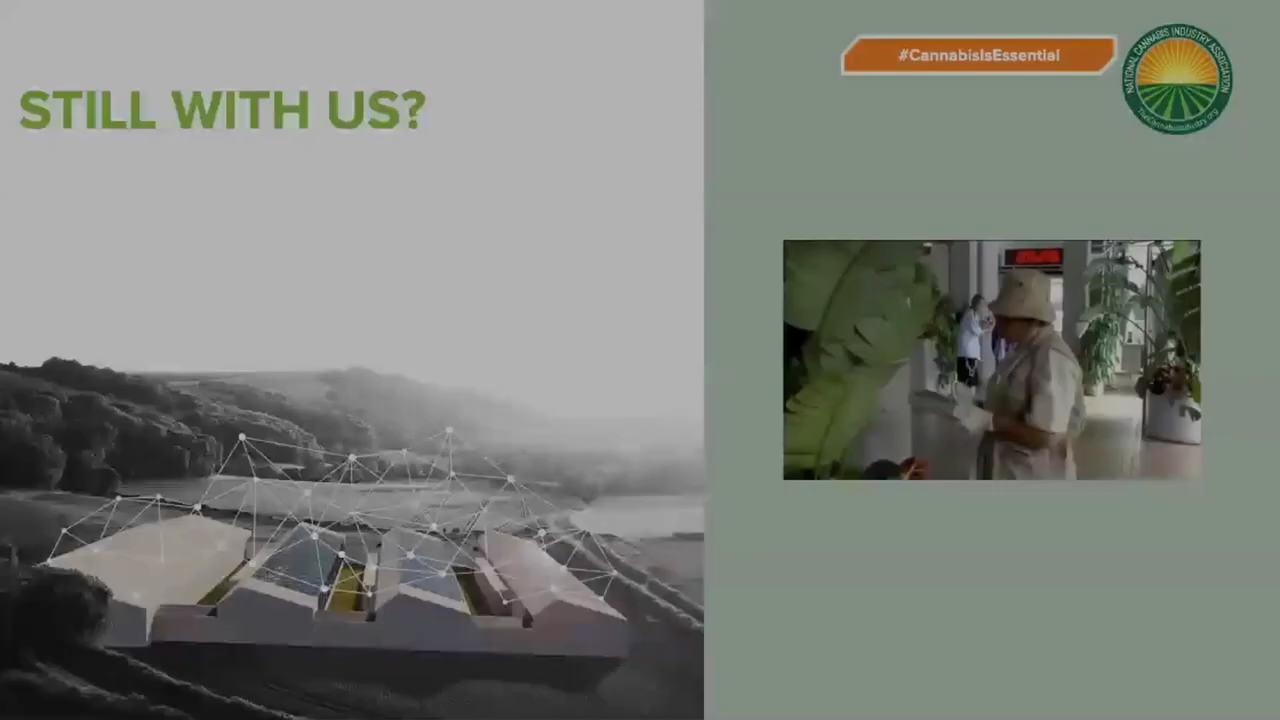 STILL WITH US?
#CannabisIsEssential
NATIONAL CANNABIS INDUSTRY ASSOCIATION
TheCannabisIndustry.org